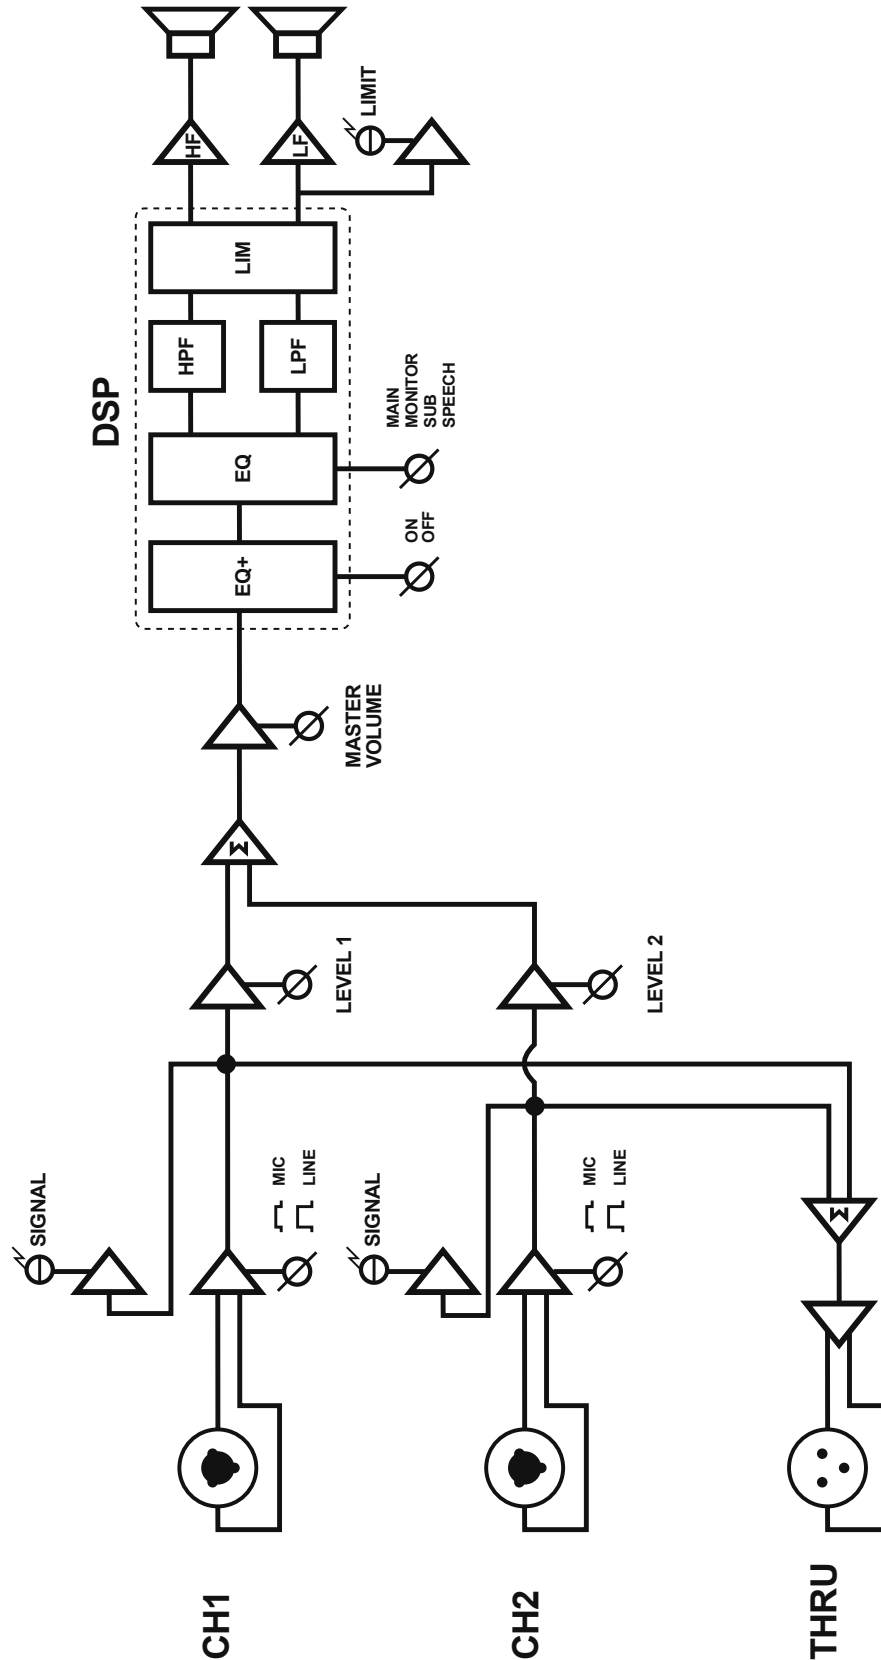 CH1
SIGNAL
MIC
LINE
LEVEL 1
CH2
SIGNAL
MIC
LINE
LEVEL 2
THRU
Σ
Σ
MASTER
VOLUME
DSP
EQ+
ON
OFF
EQ
MAIN
MONITOR
SUB
SPEECH
HPF
LPF
LIM
HF
LF
LIMIT